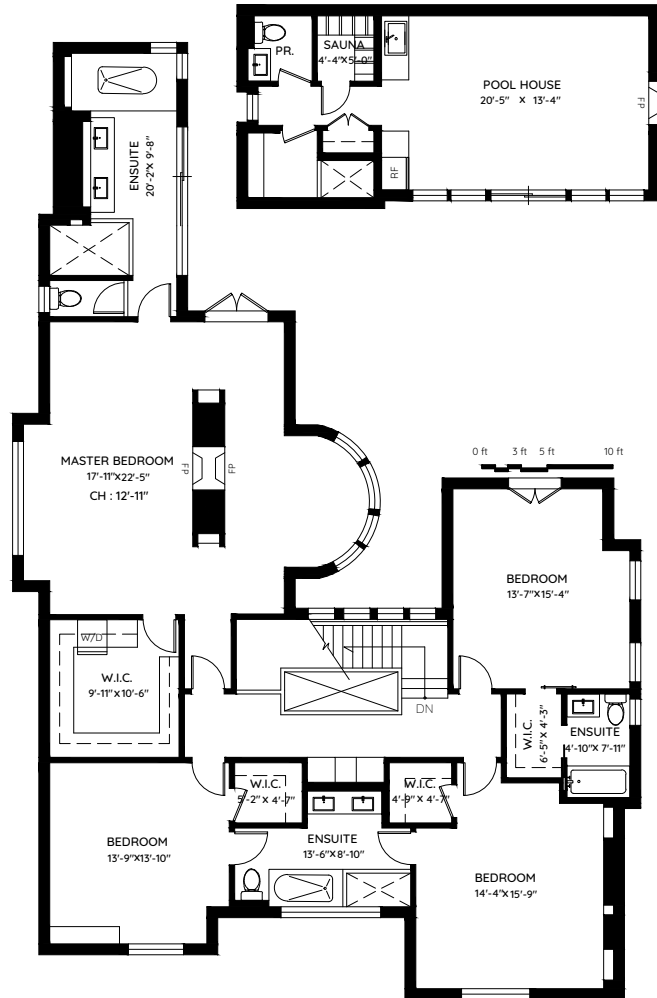 PR.
SAUNA
4'-4"X5'-0"
POOL HOUSE
20'-5" X 13'-4"
FP
RF
ENSUITE
20'-2"X 9'-8"
MASTER BEDROOM
17'-11"X22'-5"
CH : 12'-11"
FP
FP
0 ft 3 ft 5 ft 10 ft
BEDROOM
13'-7"X15'-4"
W/D
W.I.C.
9'-11"X10'-6"
DN
W.I.C.
6'-5"X 4'-3"
ENSUITE
4'-10"X 7'-11"
W.I.C.
5'-2"X 4'-7"
W.I.C.
4'-9"X 4'-7"
BEDROOM
13'-9"X13'-10"
ENSUITE
13'-6"X8'-10"
BEDROOM
14'-4"X15'-9"